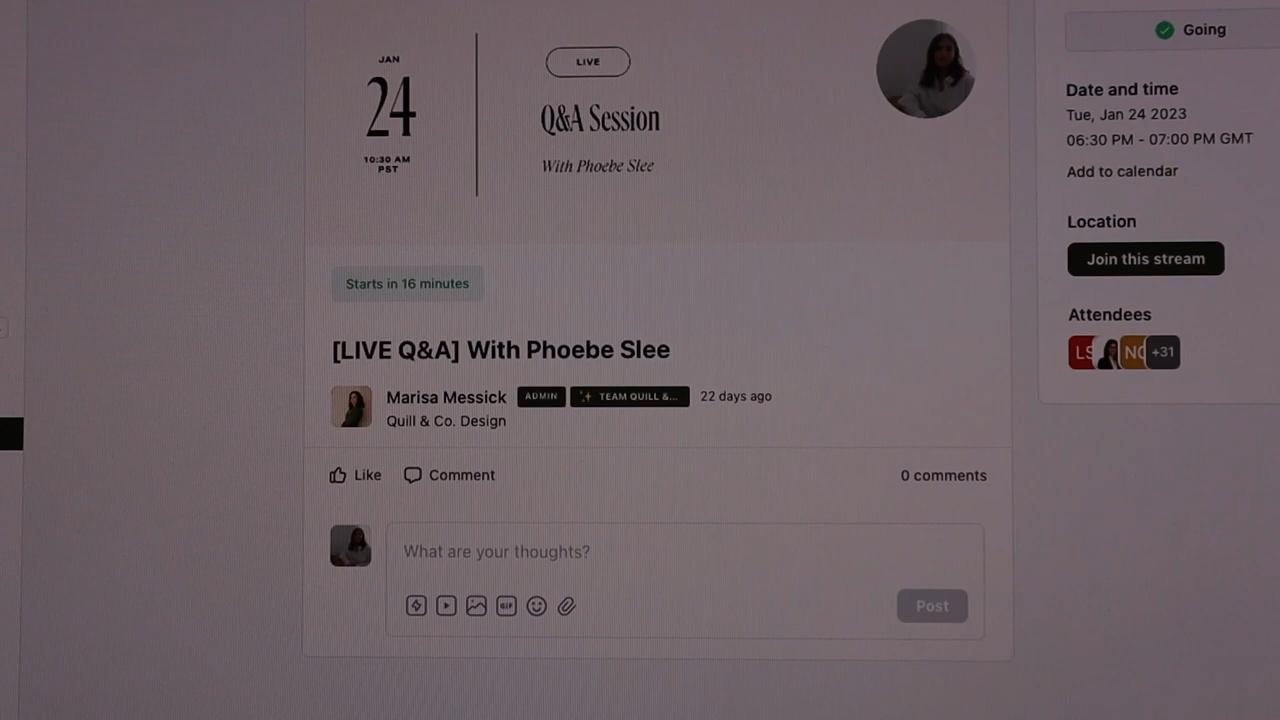 JAN
24
10:30 AM
PST
LIVE
Q&A Session
With Phoebe Slee
Starts in 16 minutes
[LIVE Q&A] With Phoebe Slee
Marisa Messick ADMIN ✨ TEAM QUILL &... 22 days ago
Quill & Co. Design
Like Comment 0 comments
What are your thoughts?
GIF
Post
Going
Date and time
Tue, Jan 24 2023
06:30 PM - 07:00 PM GMT
Add to calendar
Location
Join this stream
Attendees
LS NC +31